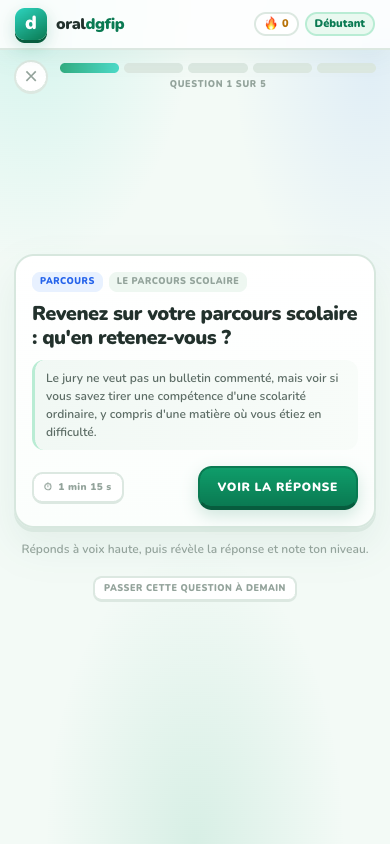 d oraldgfip 🔥 0 Débutant
QUESTION 1 SUR 5
PARCOURS LE PARCOURS SCOLAIRE
Revenez sur votre parcours scolaire
: qu'en retenez-vous ?
Le jury ne veut pas un bulletin commenté, mais voir si
vous savez tirer une compétence d'une scolarité
ordinaire, y compris d'une matière où vous étiez en
difficulté.
⏱ 1 min 15 s
VOIR LA RÉPONSE
Réponds à voix haute, puis révèle la réponse et note ton niveau.
PASSER CETTE QUESTION À DEMAIN